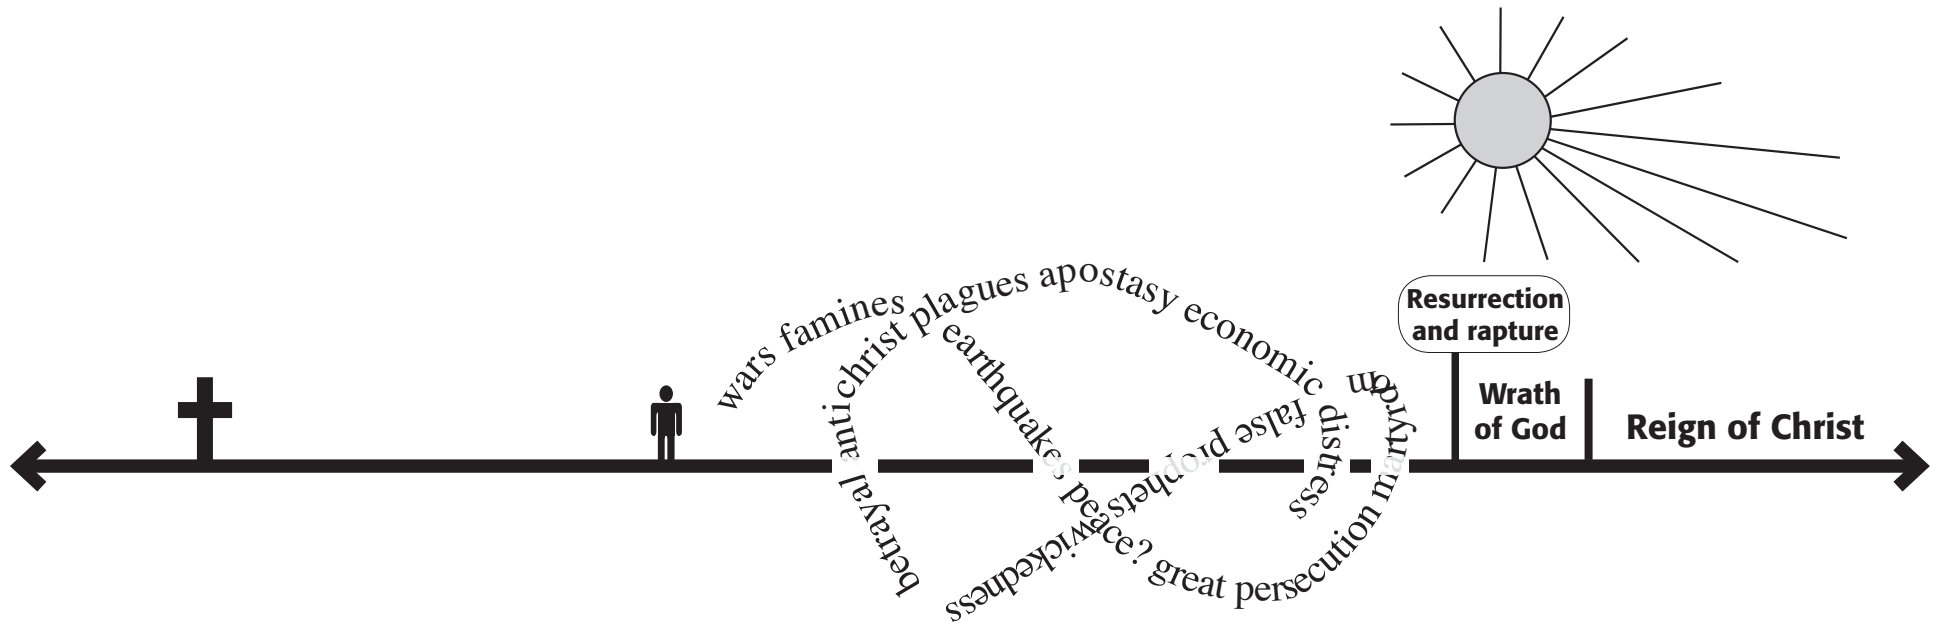 wars famines earthquakes peace? great persecution martyrdom
betrayal antichrist plagues apostasy economic distress
false prophets wickedness
Resurrection
and rapture
Wrath
of God
Reign of Christ